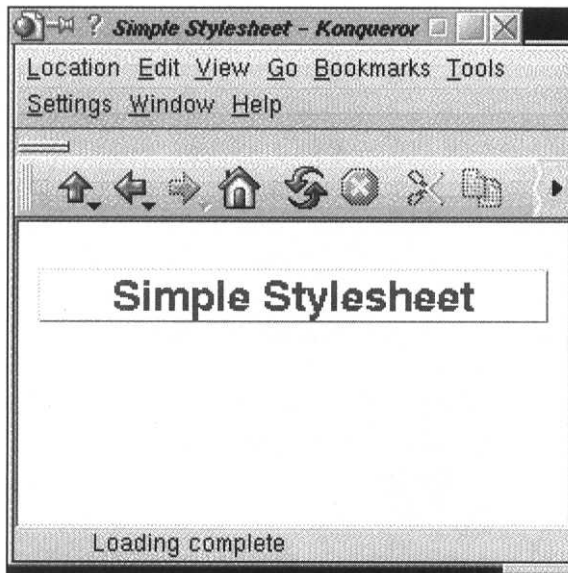 Simple Stylesheet - Konqueror
Location Edit View Go Bookmarks Tools
Settings Window Help
Simple Stylesheet
Loading complete